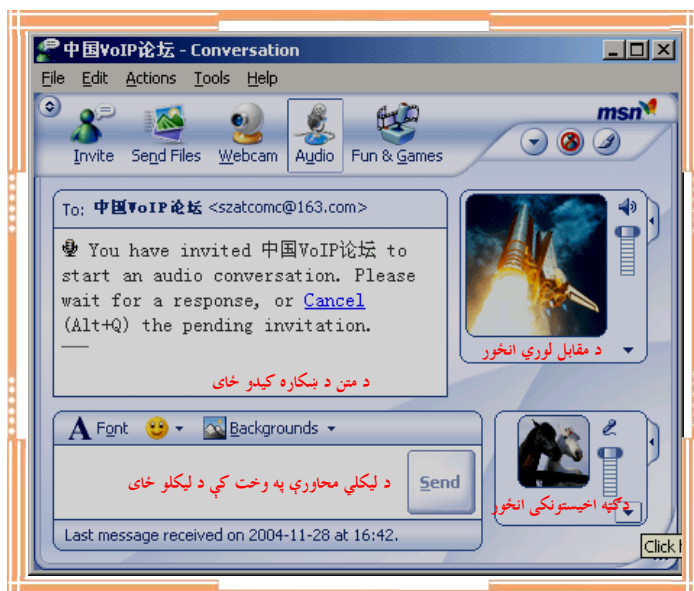 中国VoIP论坛 - Conversation
File Edit Actions Tools Help
msn
Invite Send Files Webcam Audio Fun & Games
To: 中国VoIP论坛 <szatcomc@163.com>
You have invited 中国VoIP论坛 to
start an audio conversation. Please
wait for a response, or Cancel
(Alt+Q) the pending invitation.
د مقابل لوري انځور
د متن د ښکاره کیدو ځای
A Font Backgrounds
د لیکلي محاورې په وخت کې د لیکلو ځای
Send
دګټه اخیستونکی انځور
Last message received on 2004-11-28 at 16:42.
Click